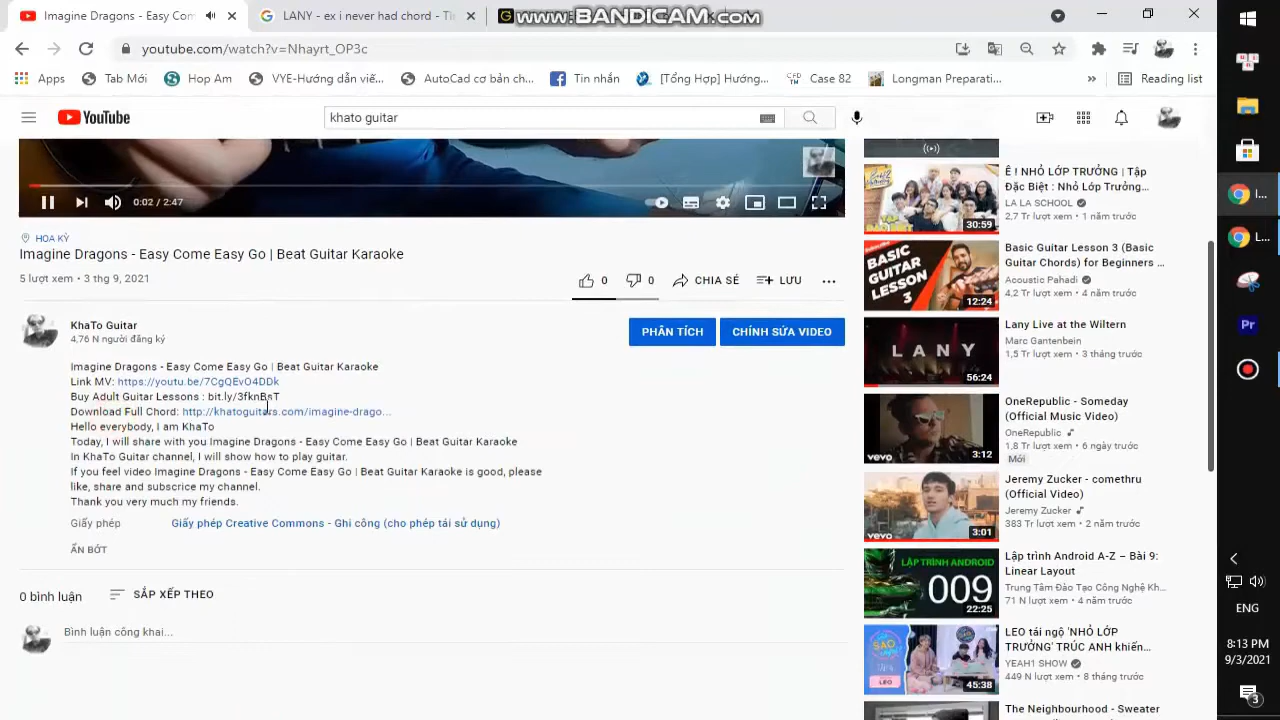 Imagine Dragons - Easy Com
LANY - ex i never had chord - T
www.BANDICAM.com
youtube.com/watch?v=Nhayrt_OP3c
Apps
Tab Mới
Hop Am
VYE-Hướng dẫn viế...
AutoCad cơ bản ch...
Tin nhắn
[Tổng Hợp] Hướng...
Case 82
Longman Preparati...
»
Reading list
YouTube
khato guitar
0:02 / 2:47
HOA KỲ
Imagine Dragons - Easy Come Easy Go | Beat Guitar Karaoke
5 lượt xem • 3 thg 9, 2021
0
0
CHIA SẺ
LƯU
KhaTo Guitar
4,76 N người đăng ký
PHÂN TÍCH
CHỈNH SỬA VIDEO
Imagine Dragons - Easy Come Easy Go | Beat Guitar Karaoke
Link MV: https://youtu.be/7CgQEvO4DDk
Buy Adult Guitar Lessons : bit.ly/3fknBsT
Download Full Chord: http://khatoguitars.com/imagine-drago...
Hello everybody, I am KhaTo
Today, I will share with you Imagine Dragons - Easy Come Easy Go | Beat Guitar Karaoke
In KhaTo Guitar channel, I will show how to play guitar.
If you feel video Imagine Dragons - Easy Come Easy Go | Beat Guitar Karaoke is good, please
like, share and subscrice my channel.
Thank you very much my friends.
Giấy phép
Giấy phép Creative Commons - Ghi công (cho phép tái sử dụng)
ẨN BỚT
0 bình luận
SẮP XẾP THEO
Bình luận công khai...
Ê ! NHỎ LỚP TRƯỞNG | Tập
Đặc Biệt : Nhỏ Lớp Trưởng...
LA LA SCHOOL
2,7 Tr lượt xem • 1 năm trước
30:59
BASIC
GUITAR
LESSON
3
12:24
Basic Guitar Lesson 3 (Basic
Guitar Chords) for Beginners ...
Acoustic Pahadi
4,2 Tr lượt xem • 4 năm trước
LANY
56:24
Lany Live at the Wiltern
Marc Gantenbein
1,5 Tr lượt xem • 3 tháng trước
vevo
3:12
OneRepublic - Someday
(Official Music Video)
OneRepublic
1,8 Tr lượt xem • 6 ngày trước
Mới
vevo
3:01
Jeremy Zucker - comethru
(Official Video)
Jeremy Zucker
383 Tr lượt xem • 2 năm trước
LẬP TRÌNH ANDROID
009
22:25
Lập trình Android A-Z – Bài 9:
Linear Layout
Trung Tâm Đào Tạo Công Nghệ Kh...
71 N lượt xem • 4 năm trước
LEO
45:38
LEO tái ngộ 'NHỎ LỚP
TRƯỞNG' TRÚC ANH khiến...
YEAH1 SHOW
449 N lượt xem • 8 tháng trước
The Neighbourhood - Sweater
I...
L...
Pr
ENG
8:13 PM
9/3/2021
3